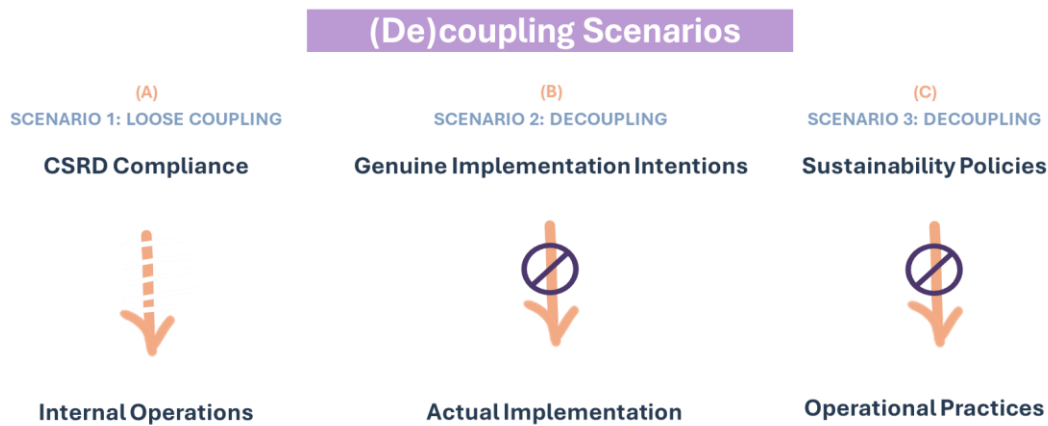 (De)coupling Scenarios
(A)
SCENARIO 1: LOOSE COUPLING
CSRD Compliance
Internal Operations
(B)
SCENARIO 2: DECOUPLING
Genuine Implementation Intentions
Actual Implementation
(C)
SCENARIO 3: DECOUPLING
Sustainability Policies
Operational Practices